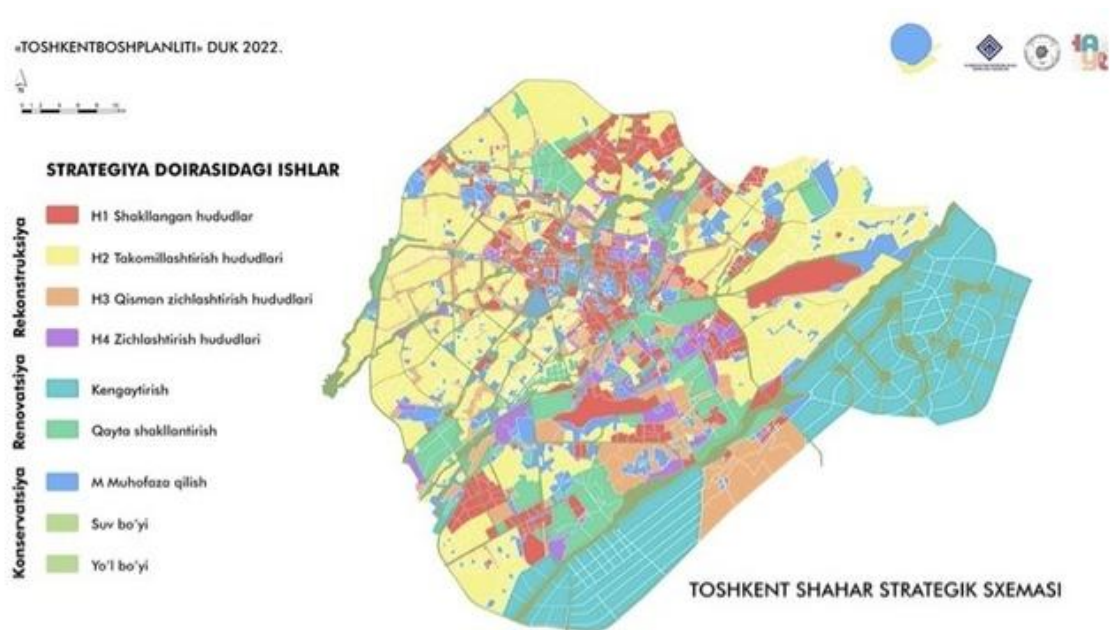 «TOSHKENTBOSHPLANLITI» DUK 2022.
STRATEGIYA DOIRASIDAGI ISHLAR
Rekonstruksiya
H1 Shakllangan hududlar
H2 Takomillashtirish hududlari
H3 Qisman zichlashtirish hududlari
H4 Zichlashtirish hududlari
Renovatsiya
Kengaytirish
Qayta shakllantirish
Konservatsiya
M Muhofaza qilish
Suv bo'yi
Yo'l bo'yi
TOSHKENT SHAHAR STRATEGIK SXEMASI